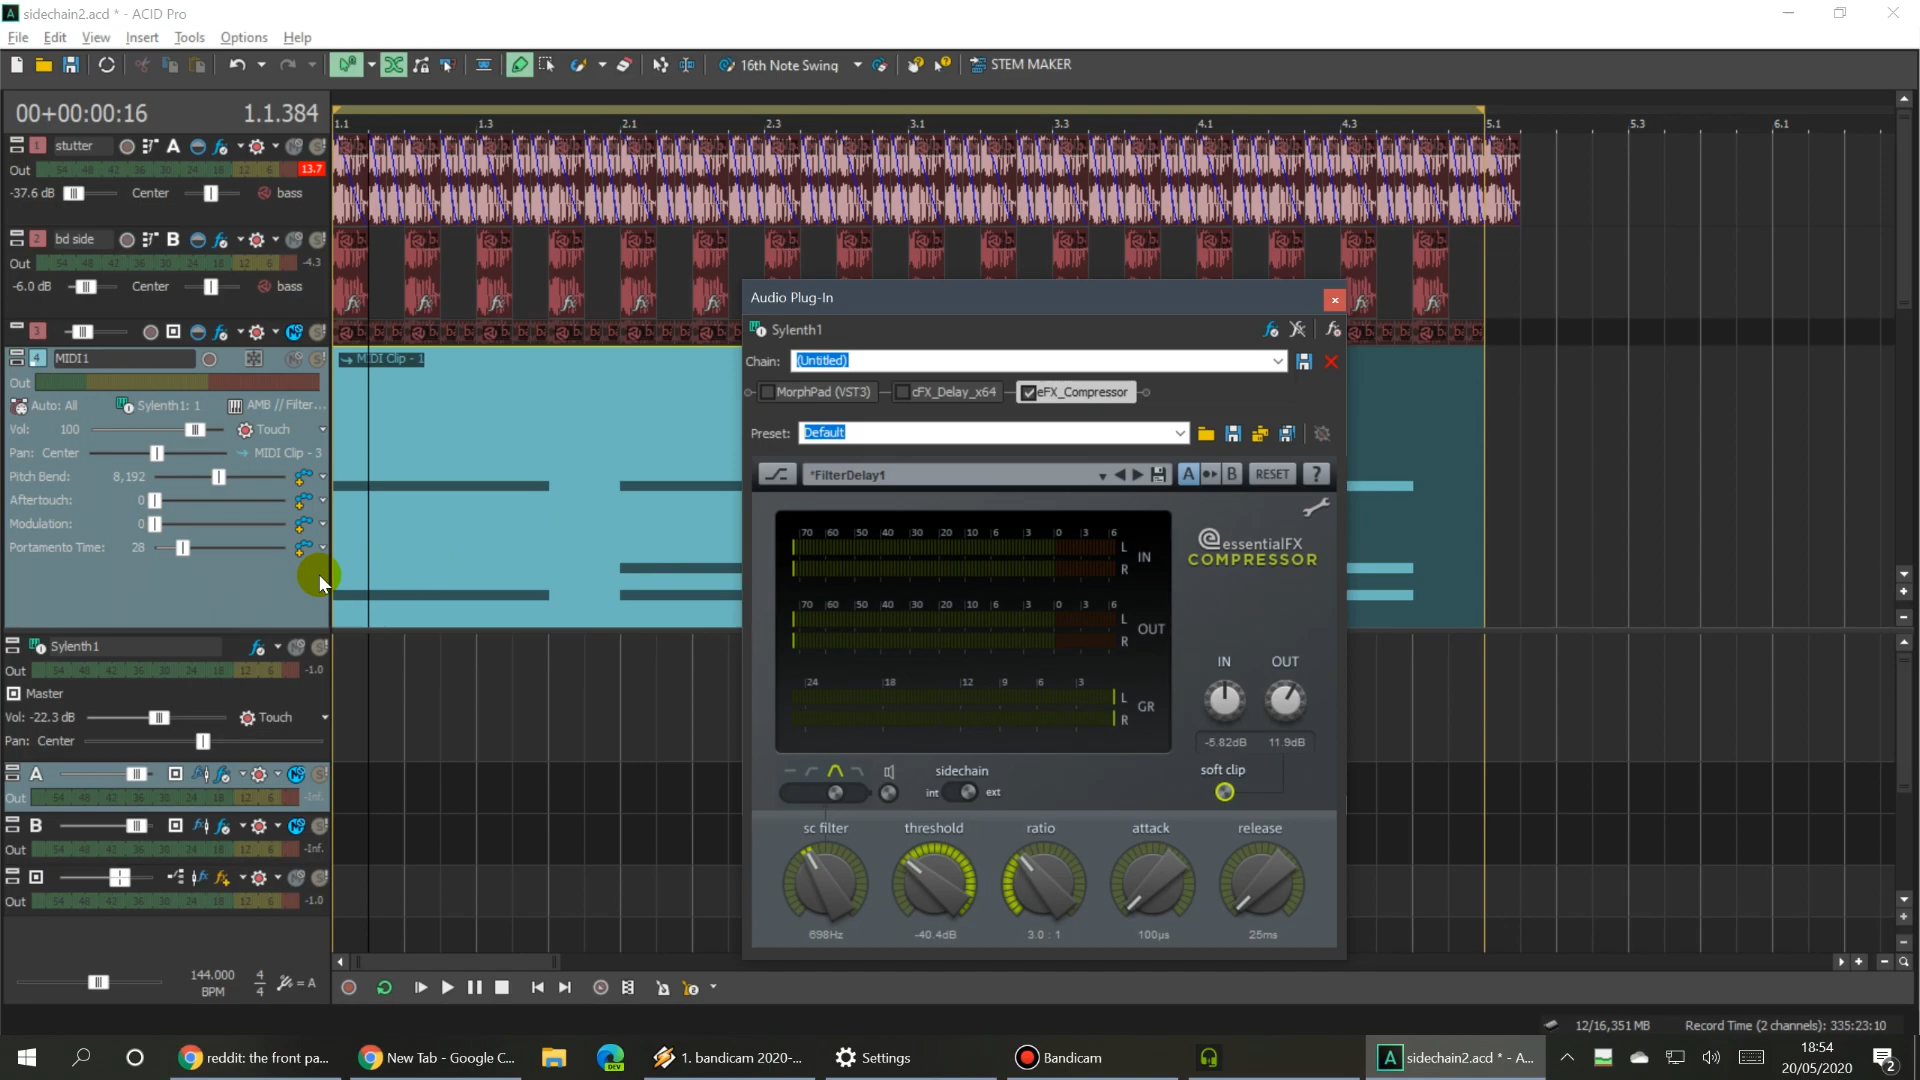 sidechain2.acd * - ACID Pro
File Edit View Insert Tools Options Help
16th Note Swing STEM MAKER
00+00:00:16 1.1.384
1.1 1.3 2.1 2.3 3.1 3.3 4.1 4.3 5.1 5.3 6.1
1 stutter A
Out 54 48 42 36 30 24 18 12 6 13.7
-37.6 dB Center bass
2 bd side B
Out 54 48 42 36 30 24 18 12 6 -4.3
-6.0 dB Center bass
3
4 MIDI1
MIDI Clip - 1
Out
Auto: All Sylenth1: 1 AMB // Filter...
Vol: 100 Touch
Pan: Center MIDI Clip - 3
Pitch Bend: 8,192
Aftertouch: 0
Modulation: 0
Portamento Time: 28
Sylenth1
Out 54 48 42 36 30 24 18 12 6 -1.0
Master
Vol: -22.3 dB Touch
Pan: Center
A
Out 54 48 42 36 30 24 18 12 6 -Inf.
B
Out 54 48 42 36 30 24 18 12 6 -Inf.
Out 54 48 42 36 30 24 18 12 6 -1.0
144.000 BPM
4
4
= A
Audio Plug-In
Sylenth1
Chain: (Untitled)
MorphPad (VST3) cFX_Delay_x64 eFX_Compressor
Preset: Default
*FilterDelay1 A B RESET ?
70 60 50 40 30 20 10 6 3 0 3 6
L
R
IN
70 60 50 40 30 20 10 6 3 0 3 6
L
R
OUT
24 18 12 9 6 3
L
R
GR
essentialFX
COMPRESSOR
IN OUT
-5.82dB 11.9dB
soft clip
sidechain
int ext
sc filter threshold ratio attack release
698Hz -40.4dB 3.0 : 1 100µs 25ms
12/16,351 MB Record Time (2 channels): 335:23:10
reddit: the front pa...
New Tab - Google C...
DEV
1. bandicam 2020-...
Settings
Bandicam
sidechain2.acd * - A...
18:54
20/05/2020
2